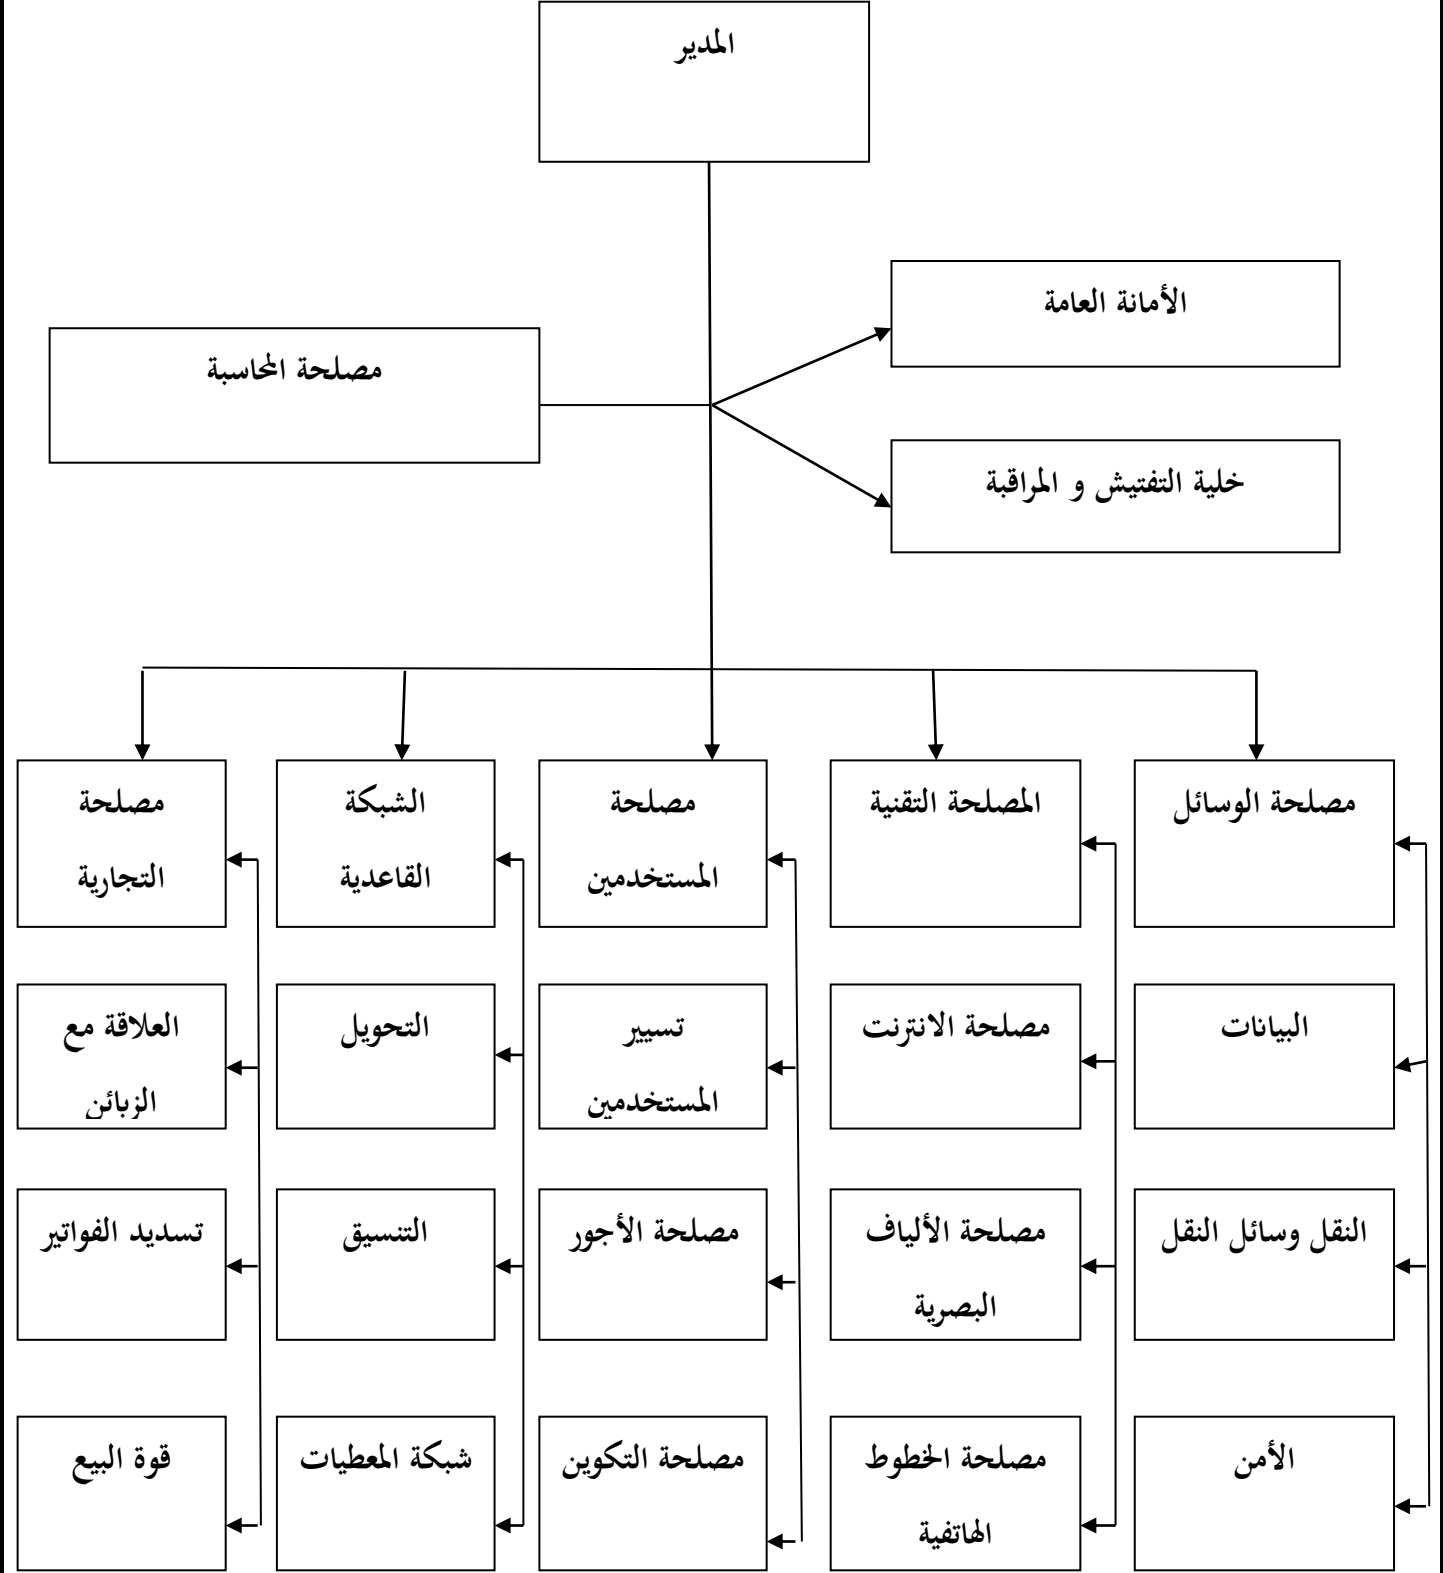 المدير
الأمانة العامة
مصلحة المحاسبة
خلية التفتيش و المراقبة
مصلحة الوسائل
المصلحة التقنية
مصلحة
المستخدمين
الشبكة
القاعدية
مصلحة
التجارية
البيانات
مصلحة الانترنت
تسيير
المستخدمين
التحويل
العلاقة مع
الزبائن
النقل وسائل النقل
مصلحة الألياف
البصرية
مصلحة الأجور
التنسيق
تسديد الفواتير
الأمن
مصلحة الخطوط
الهاتفية
مصلحة التكوين
شبكة المعطيات
قوة البيع